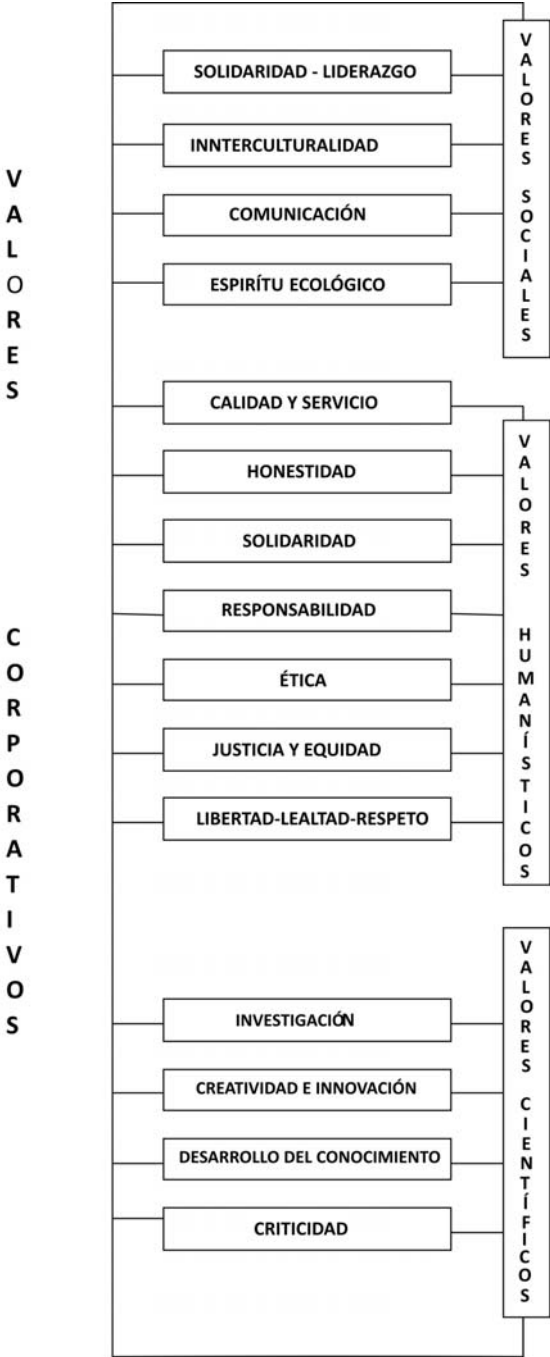 VALORES CORPORATIVOS
SOLIDARIDAD - LIDERAZGO
INNTERCULTURALIDAD
COMUNICACIÓN
ESPIRÍTU ECOLÓGICO
VALORES SOCIALES
CALIDAD Y SERVICIO
HONESTIDAD
SOLIDARIDAD
RESPONSABILIDAD
ÉTICA
JUSTICIA Y EQUIDAD
LIBERTAD-LEALTAD-RESPETO
VALORES HUMANÍSTICOS
INVESTIGACIÓN
CREATIVIDAD E INNOVACIÓN
DESARROLLO DEL CONOCIMIENTO
CRITICIDAD
VALORES CIENTÍFICOS